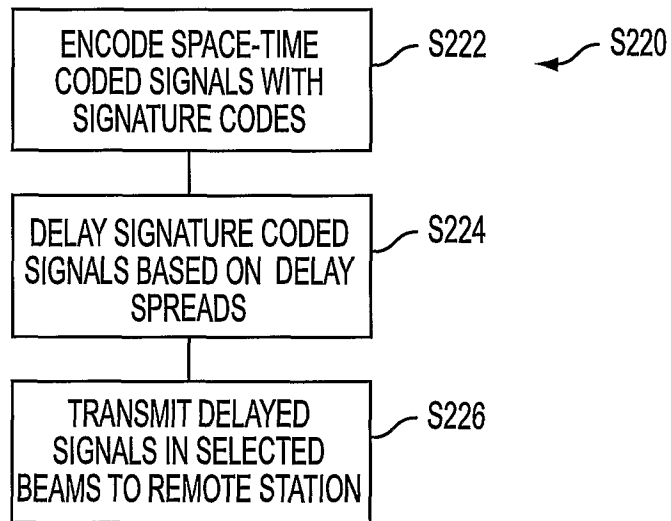 ENCODE SPACE-TIME
CODED SIGNALS WITH
SIGNATURE CODES
S222
S220
DELAY SIGNATURE CODED
SIGNALS BASED ON DELAY
SPREADS
S224
TRANSMIT DELAYED
SIGNALS IN SELECTED
BEAMS TO REMOTE STATION
S226